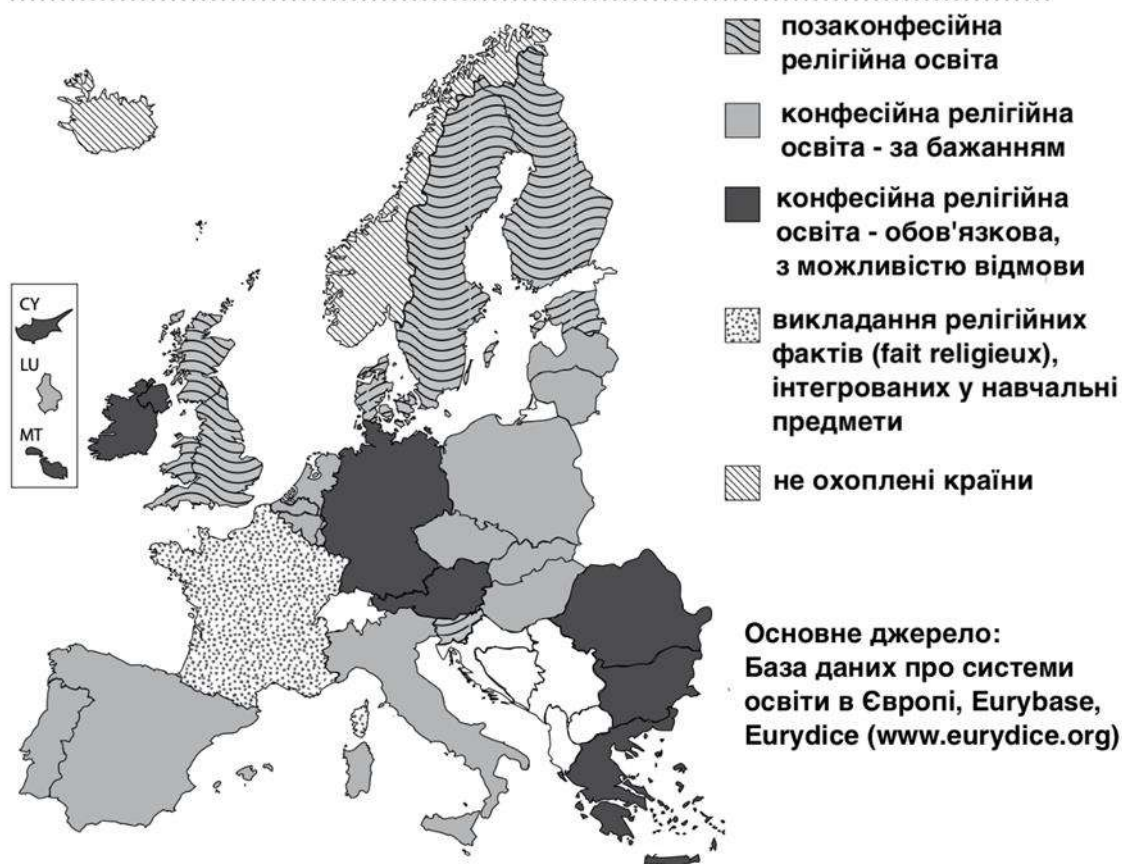 позаконфесійна
релігійна освіта
конфесійна релігійна
освіта - за бажанням
конфесійна релігійна
освіта - обов'язкова,
з можливістю відмови
викладання релігійних
фактів (fait religieux),
інтегрованих у навчальні
предмети
не охоплені країни
CY
LU
MT
Основне джерело:
База даних про системи
освіти в Європі, Eurybase,
Eurydice (www.eurydice.org)